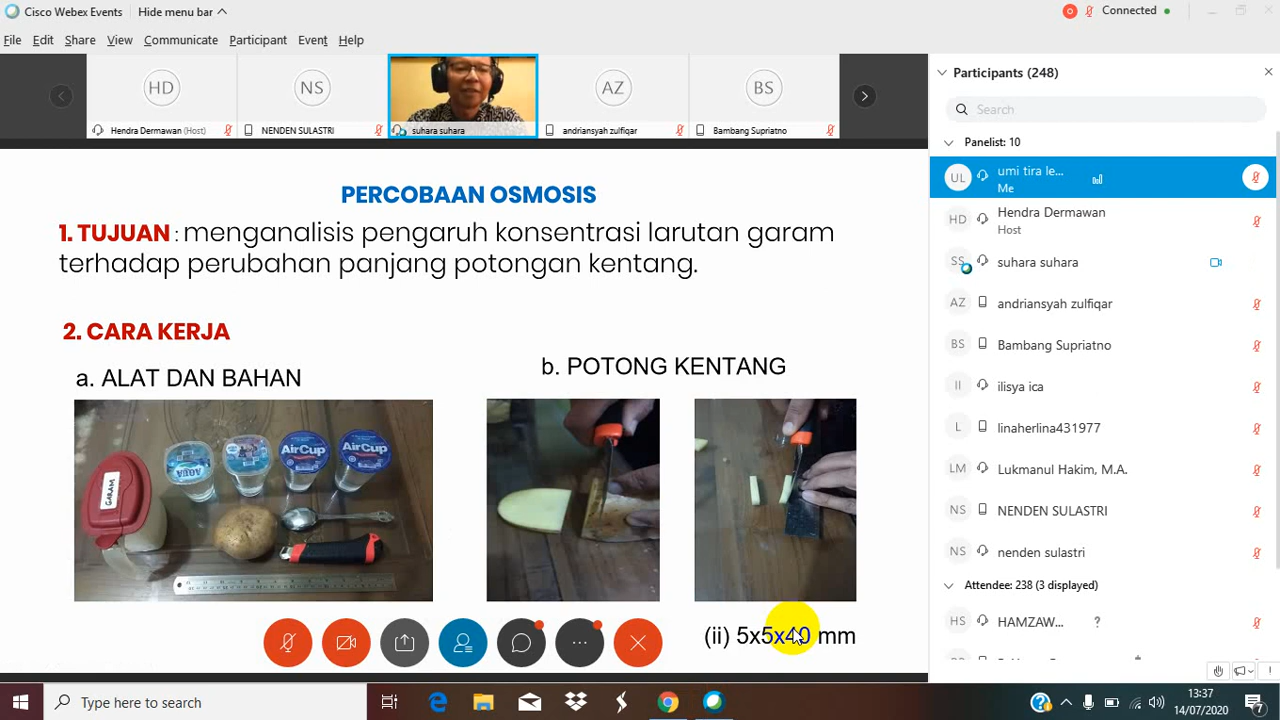 Cisco Webex Events
Hide menu bar
Connected
File Edit Share View Communicate Participant Event Help
HD
NS
AZ
BS
Hendra Dermawan (Host)
NENDEN SULASTRI
suhara suhara
andriansyah zulfiqar
Bambang Supriatno
PERCOBAAN OSMOSIS
1. TUJUAN : menganalisis pengaruh konsentrasi larutan garam
terhadap perubahan panjang potongan kentang.
2. CARA KERJA
a. ALAT DAN BAHAN
b. POTONG KENTANG
GARAM
AQUA
AirCup
AirCup
(ii) 5x5x40 mm
Participants (248)
Search
Panelist: 10
UL umi tira le...
Me
HD Hendra Dermawan
Host
SS suhara suhara
AZ andriansyah zulfiqar
BS Bambang Supriatno
II ilisya ica
L linaherlina431977
LM Lukmanul Hakim, M.A.
NS NENDEN SULASTRI
NS nenden sulastri
Attendee: 238 (3 displayed)
HS HAMZAW... ?
Type here to search
13:37
14/07/2020
7